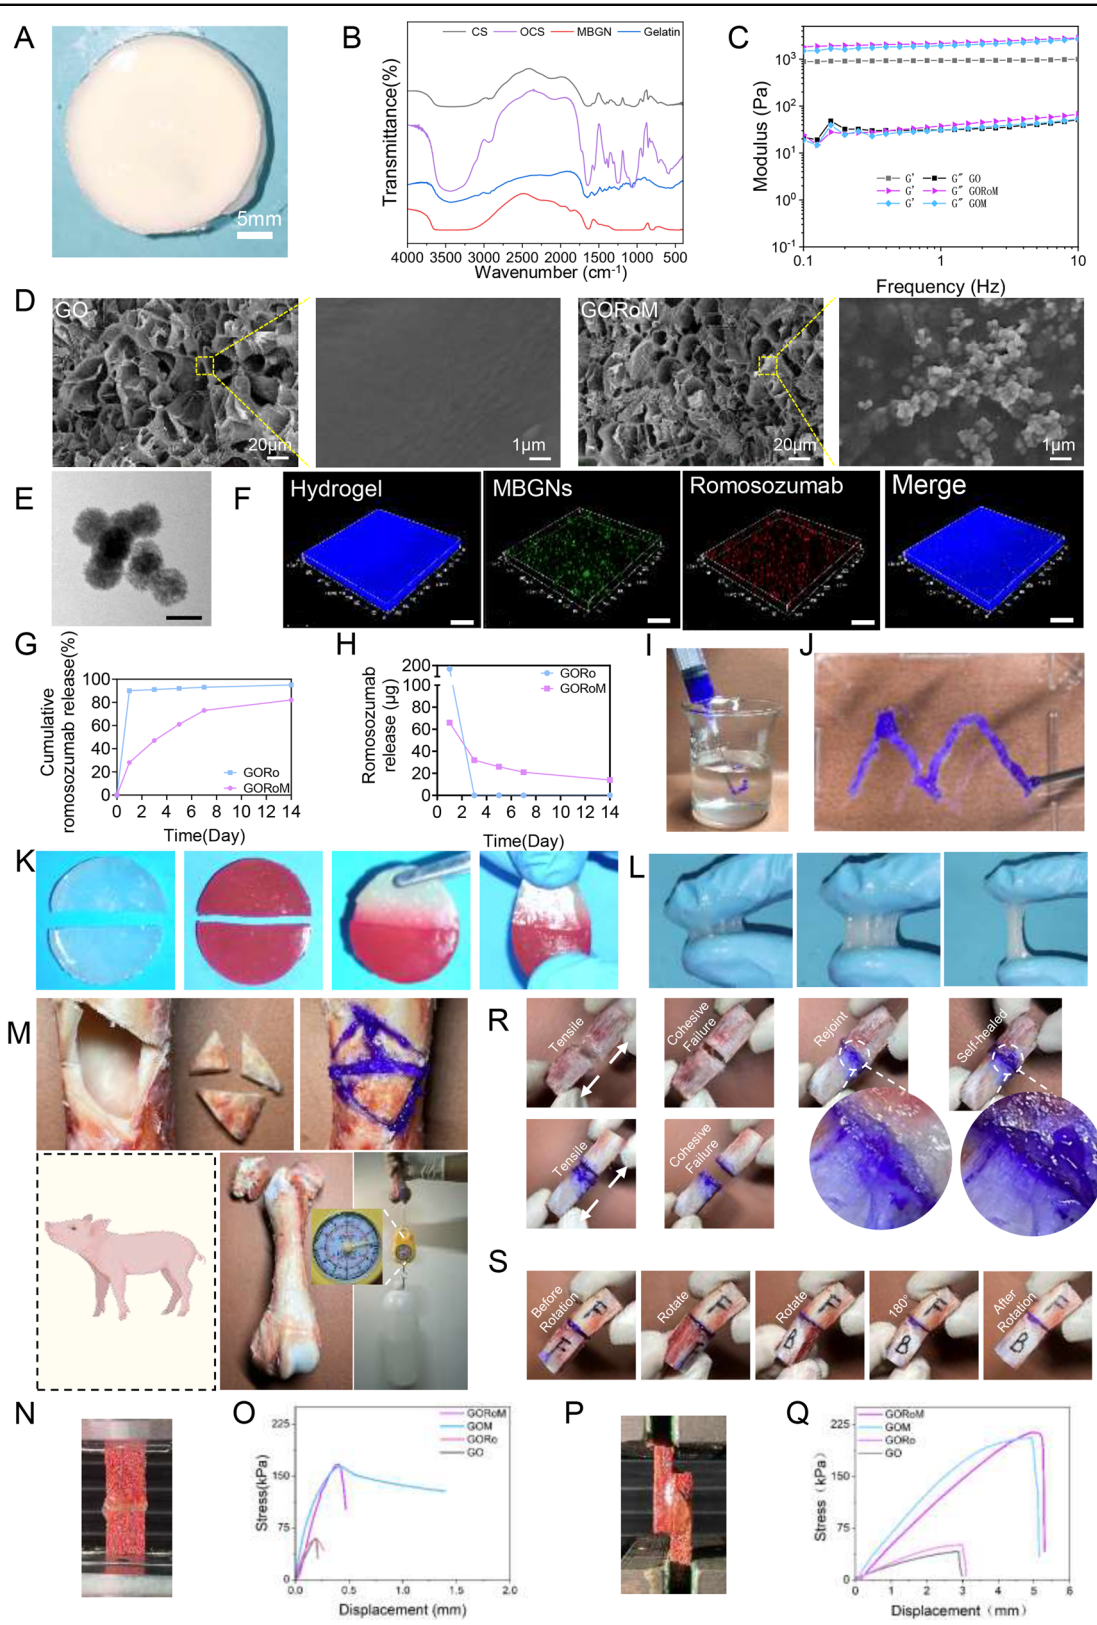 A
5mm
B
CS OCS MBGN Gelatin
Transmittance(%)
4000 3500 3000 2500 2000 1500 1000 500
Wavenumber (cm⁻¹)
C
Modulus (Pa)
10³
10²
10¹
10⁰
10⁻¹
G' G" GO
G' G" GORoM
G' G" GOM
0.1 1 10
Frequency (Hz)
D
GO
20μm
1μm
GORoM
20μm
1μm
E
F
Hydrogel
MBGNs
Romosozumab
Merge
G
Cumulative
romosozumab release(%)
100
80
60
40
20
0
GORo
GORoM
0 2 4 6 8 10 12 14
Time(Day)
H
Romosozumab
release (μg)
200
100
80
60
40
20
0
GORo
GORoM
0 2 4 6 8 10 12 14
Time(Day)
I
J
K
L
M
R
Tensile
Cohesive
Failure
Rejoint
Self-healed
Tensile
Cohesive
Failure
S
Before
Rotation
F
F
Rotate
F
Rotate
F
B
180°
F
B
After
Rotation
F
B
N
O
Stress(kPa)
225
150
75
0
GORoM
GOM
GORo
GO
0.0 0.5 1.0 1.5 2.0
Displacement (mm)
P
Q
Stress (kPa)
225
150
75
0
GORoM
GOM
GORo
GO
0 1 2 3 4 5 6
Displacement (mm)